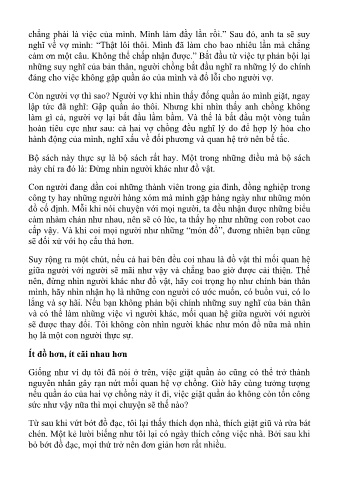 chẳng phải là việc của mình. Mình làm đầy lần rồi.” Sau đó, anh ta sẽ suy
nghĩ về vợ mình: “Thật lôi thôi. Mình đã làm cho bao nhiêu lần mà chẳng
cảm ơn một câu. Không thể chấp nhận được.” Bắt đầu từ việc tự phản bội lại
những suy nghĩ của bản thân, người chồng bắt đầu nghĩ ra những lý do chính
đáng cho việc không gập quần áo của mình và đổ lỗi cho người vợ.
Còn người vợ thì sao? Người vợ khi nhìn thấy đống quần áo mình giặt, ngay
lập tức đã nghĩ: Gập quần áo thôi. Nhưng khi nhìn thấy anh chồng không
làm gì cả, người vợ lại bắt đầu lầm bầm. Và thế là bắt đầu một vòng tuần
hoàn tiêu cực như sau: cả hai vợ chồng đều nghĩ lý do để hợp lý hóa cho
hành động của mình, nghĩ xấu về đối phương và quan hệ trở nên bế tắc.
Bộ sách này thực sự là bộ sách rất hay. Một trong những điều mà bộ sách
này chỉ ra đó là: Đừng nhìn người khác như đồ vật.
Con người đang dần coi những thành viên trong gia đình, đồng nghiệp trong
công ty hay những người hàng xóm mà mình gặp hàng ngày như những món
đồ cố định. Mỗi khi nói chuyện với mọi người, ta đều nhận được những biểu
cảm nhàm chán như nhau, nên sẽ có lúc, ta thấy họ như những con robot cao
cấp vậy. Và khi coi mọi người như những “món đồ”, đương nhiên bạn cũng
sẽ đối xử với họ cẩu thả hơn.
Suy rộng ra một chút, nếu cả hai bên đều coi nhau là đồ vật thì mối quan hệ
giữa người với người sẽ mãi như vậy và chẳng bao giờ được cải thiện. Thế
nên, đừng nhìn người khác như đồ vật, hãy coi trọng họ như chính bản thân
mình, hãy nhìn nhận họ là những người có ước muốn, có buồn vui, có lo
lắng và sợ hãi. Nếu bạn không phản bội chính những suy nghĩ của bản thân
và có thể làm những việc vì người khác, mối quan hệ giữa người với người
sẽ được thay đổi. Tôi không còn nhìn người khác như món đồ nữa mà nhìn
họ là một con người thực sự.
Ít đồ hơn, ít cãi nhau hơn
Giống như ví dụ tôi đã nói ở trên, việc giặt quần áo cũng có thể trở thành
nguyên nhân gây rạn nứt mối quan hệ vợ chồng. Giờ hãy cùng tưởng tượng
nếu quần áo của hai vợ chồng này ít đi, việc giặt quần áo không còn tốn công
sức như vậy nữa thì mọi chuyện sẽ thế nào?
Từ sau khi vứt bớt đồ đạc, tôi lại thấy thích dọn nhà, thích giặt giũ và rửa bát
chén. Một kẻ lười biếng như tôi lại có ngày thích công việc nhà. Bởi sau khi
bỏ bớt đồ đạc, mọi thứ trở nên đơn giản hơn rất nhiều.